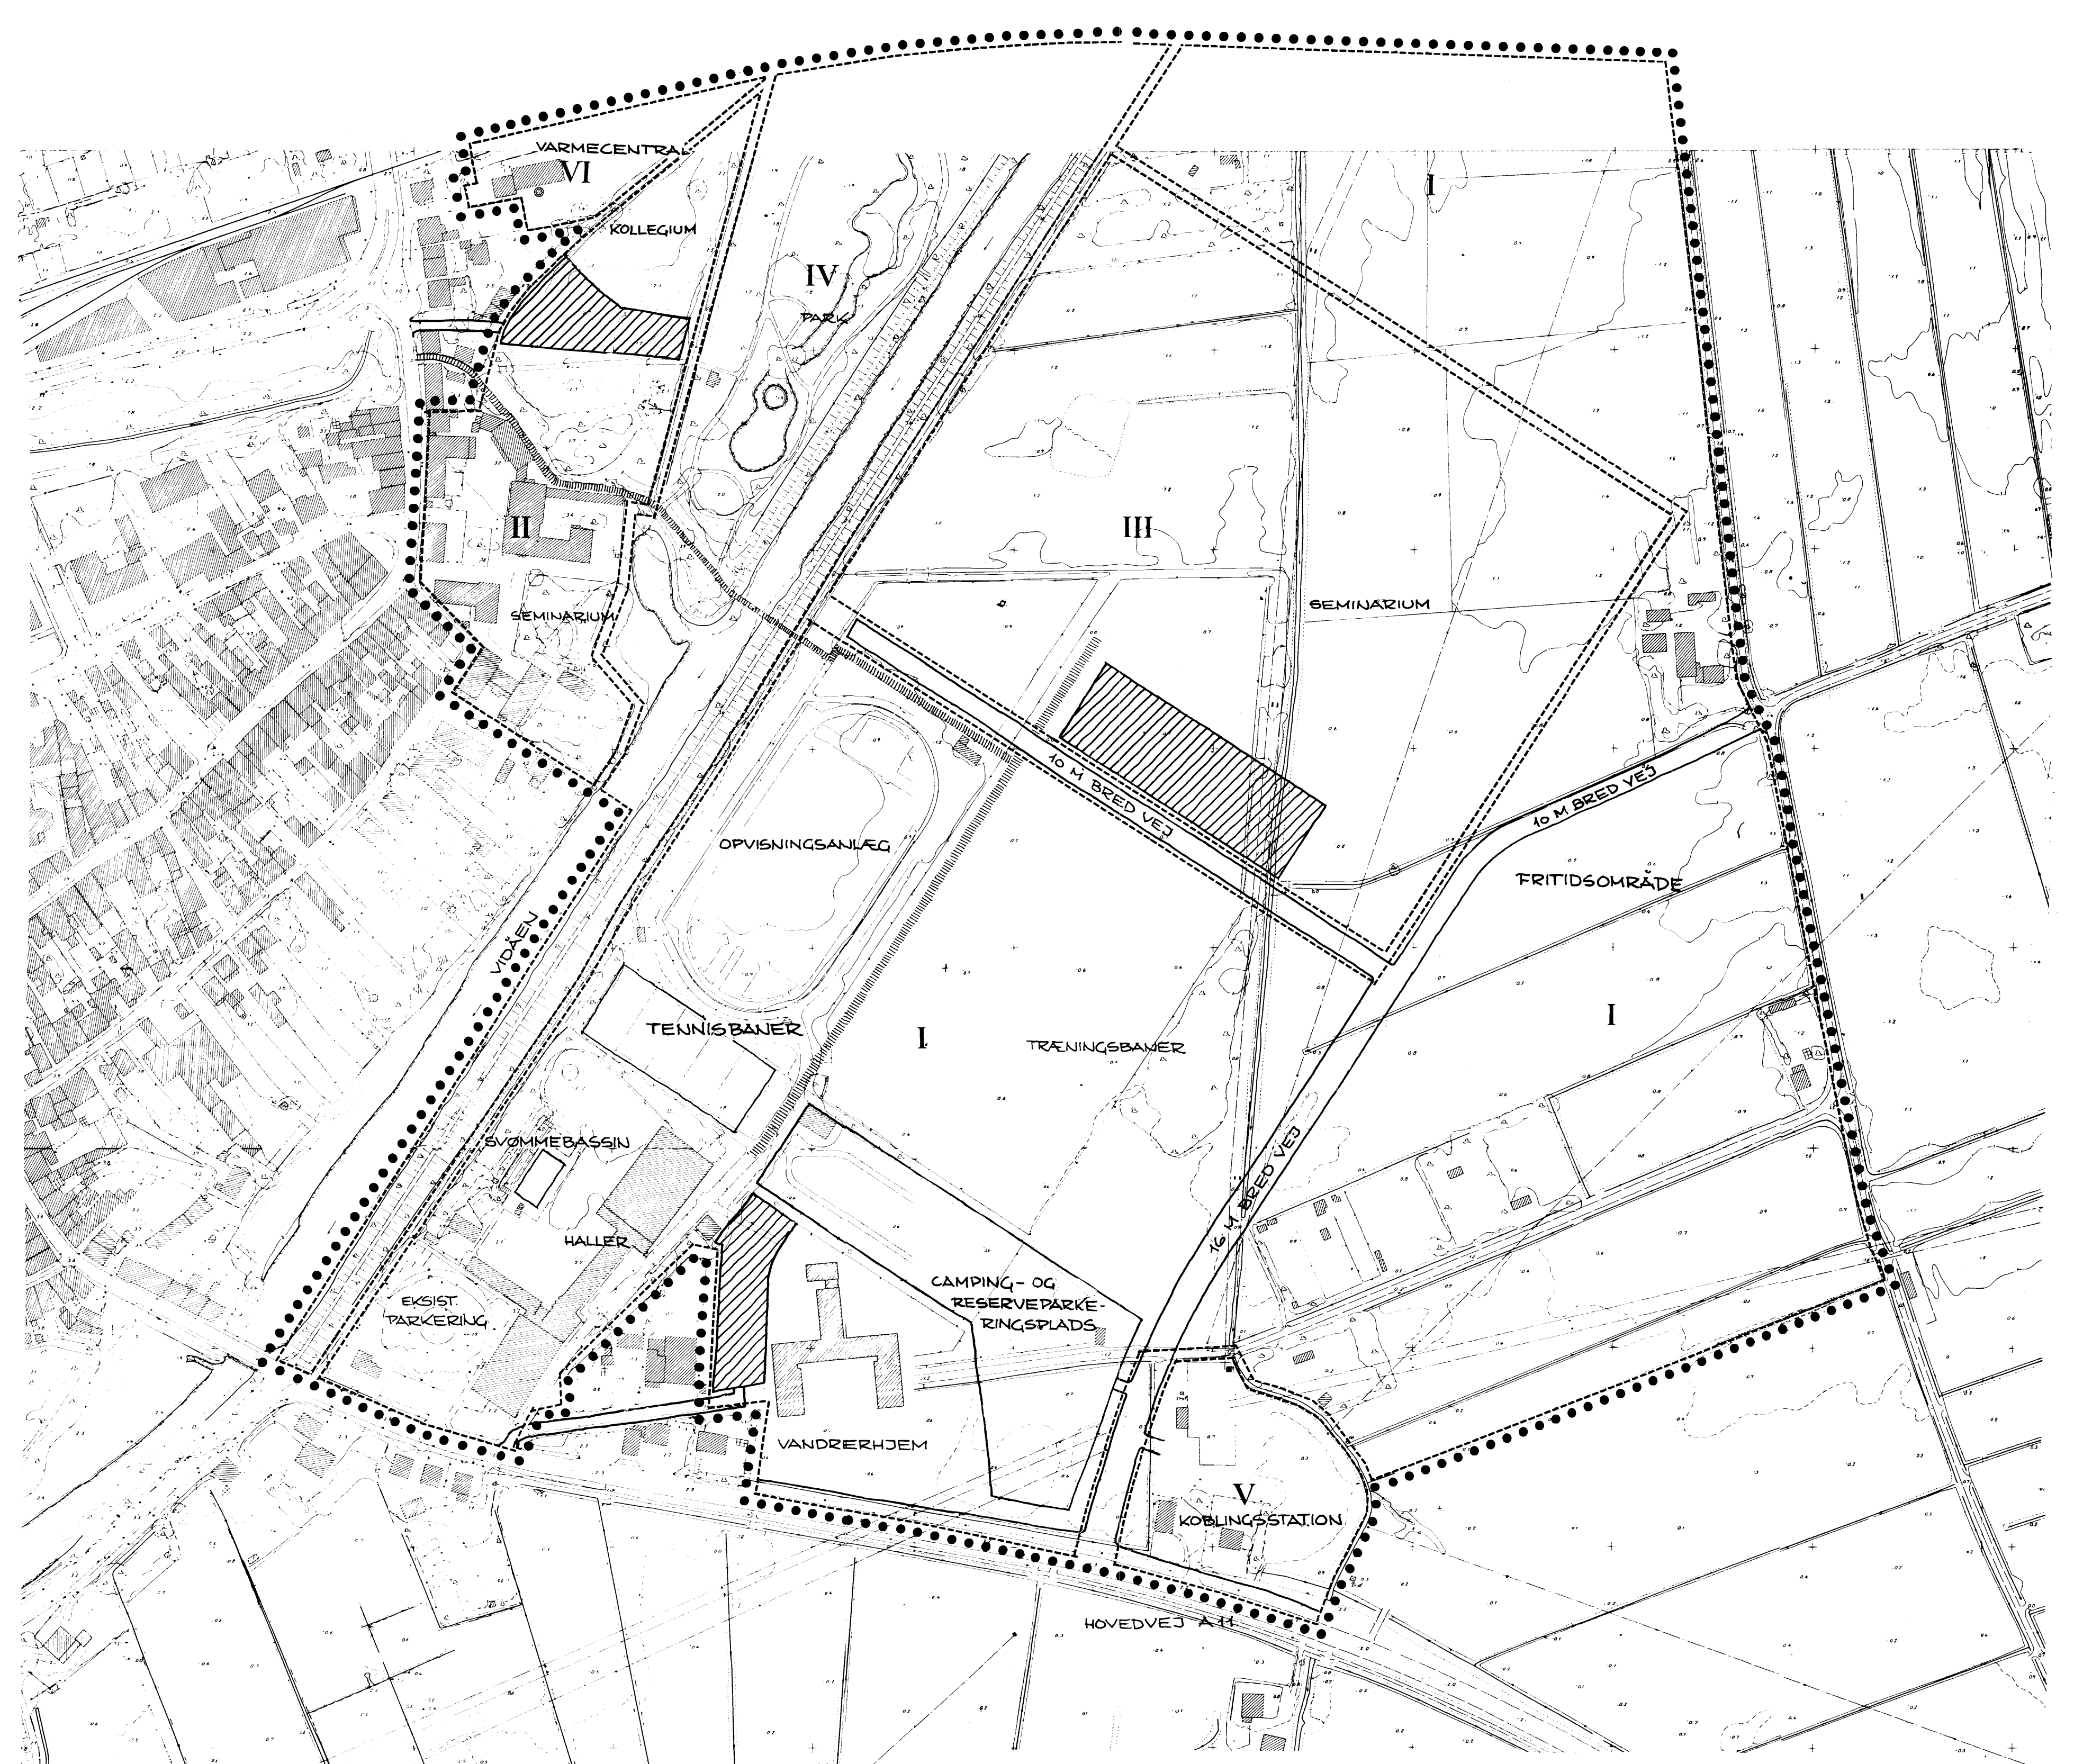 VARMECENTRAL
VI
I
KOLLEGIUM
IV
PARK
II
III
SEMINARIUM
SEMINARIUM
10 M BRED VEJ
10 M BRED VEJ
OPVISNINGSANLÆG
FRITIDSOMRÅDE
VIDÅEN
TENNISBANER
I
I
TRÆNINGSBANER
SVØMMEBASSIN
16 M BRED VEJ
HALLER
EKSIST.
PARKERING
CAMPING- OG
RESERVEPARKE-
RINGSPLADS
VANDRERHJEM
V
KOBLINGSSTATION
HOVEDVEJ A 11